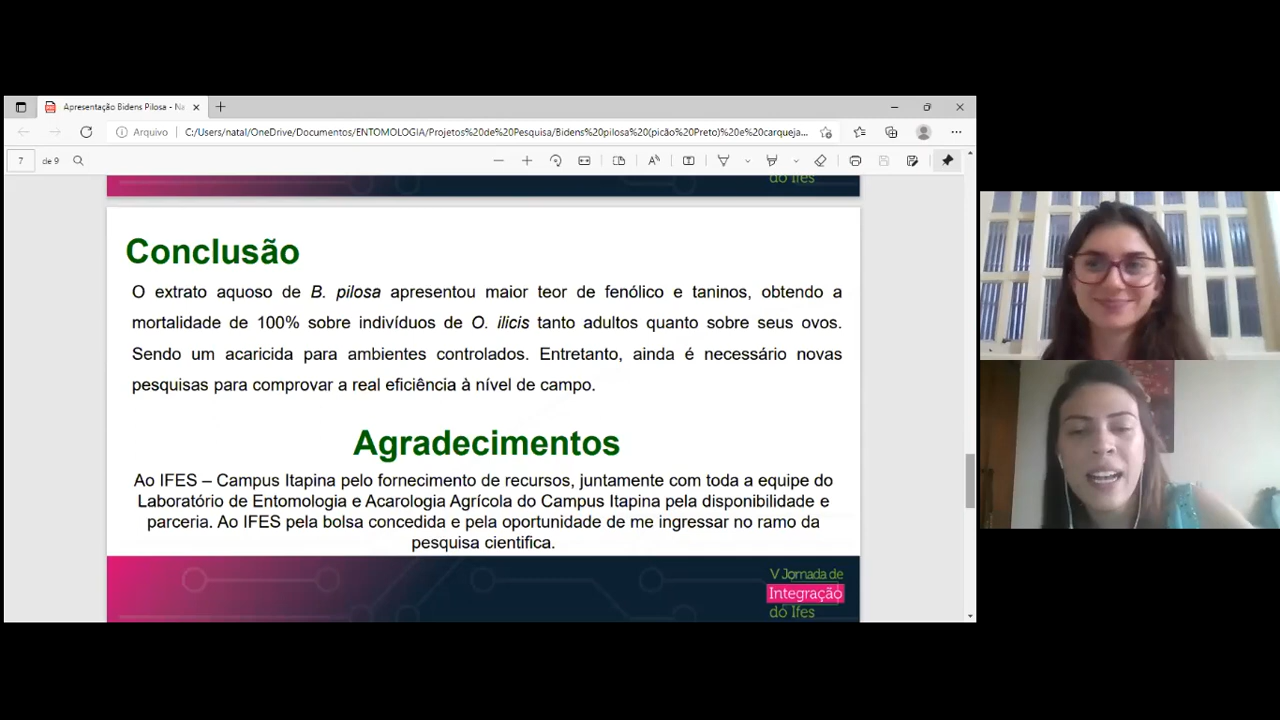 Apresentação Bidens Pilosa - Na
Arquivo
C:/Users/natal/OneDrive/Documentos/ENTOMOLOGIA/Projetos%20de%20Pesquisa/Bidens%20pilosa%20(picão%20Preto)%20e%20carqueja...
7 de 9
do Ifes
Conclusão
O extrato aquoso de B. pilosa apresentou maior teor de fenólico e taninos, obtendo a
mortalidade de 100% sobre indivíduos de O. ilicis tanto adultos quanto sobre seus ovos.
Sendo um acaricida para ambientes controlados. Entretanto, ainda é necessário novas
pesquisas para comprovar a real eficiência à nível de campo.
Agradecimentos
Ao IFES – Campus Itapina pelo fornecimento de recursos, juntamente com toda a equipe do
Laboratório de Entomologia e Acarologia Agrícola do Campus Itapina pela disponibilidade e
parceria. Ao IFES pela bolsa concedida e pela oportunidade de me ingressar no ramo da
pesquisa cientifica.
V Jornada de
Integração
do Ifes